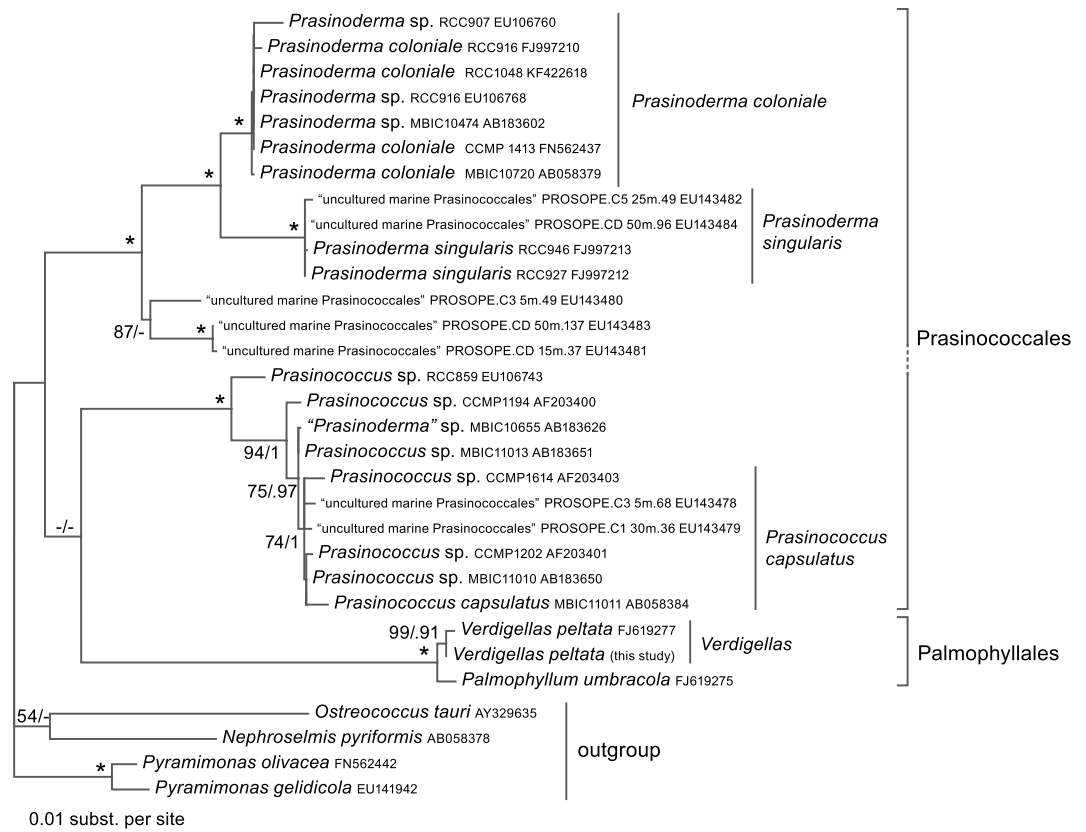 Prasinoderma sp. RCC907 EU106760
Prasinoderma coloniale RCC916 FJ997210
Prasinoderma coloniale RCC1048 KF422618
Prasinoderma sp. RCC916 EU106768
Prasinoderma coloniale
*
Prasinoderma sp. MBIC10474 AB183602
Prasinoderma coloniale CCMP 1413 FN562437
Prasinoderma coloniale MBIC10720 AB058379
*
“uncultured marine Prasinococcales” PROSOPE.C5 25m.49 EU143482
“uncultured marine Prasinococcales” PROSOPE.CD 50m.96 EU143484
Prasinoderma
singularis
*
*
Prasinoderma singularis RCC946 FJ997213
Prasinoderma singularis RCC927 FJ997212
“uncultured marine Prasinococcales” PROSOPE.C3 5m.49 EU143480
87/-
*
“uncultured marine Prasinococcales” PROSOPE.CD 50m.137 EU143483
“uncultured marine Prasinococcales” PROSOPE.CD 15m.37 EU143481
Prasinococcales
Prasinococcus sp. RCC859 EU106743
*
Prasinococcus sp. CCMP1194 AF203400
“Prasinoderma” sp. MBIC10655 AB183626
94/1
Prasinococcus sp. MBIC11013 AB183651
Prasinococcus sp. CCMP1614 AF203403
75/.97
“uncultured marine Prasinococcales” PROSOPE.C3 5m.68 EU143478
-/-
“uncultured marine Prasinococcales” PROSOPE.C1 30m.36 EU143479
74/1
Prasinococcus
capsulatus
Prasinococcus sp. CCMP1202 AF203401
Prasinococcus sp. MBIC11010 AB183650
Prasinococcus capsulatus MBIC11011 AB058384
99/.91
Verdigellas peltata FJ619277
Verdigellas
*
Verdigellas peltata (this study)
Palmophyllales
Palmophyllum umbracola FJ619275
54/-
Ostreococcus tauri AY329635
Nephroselmis pyriformis AB058378
outgroup
*
Pyramimonas olivacea FN562442
Pyramimonas gelidicola EU141942
0.01 subst. per site